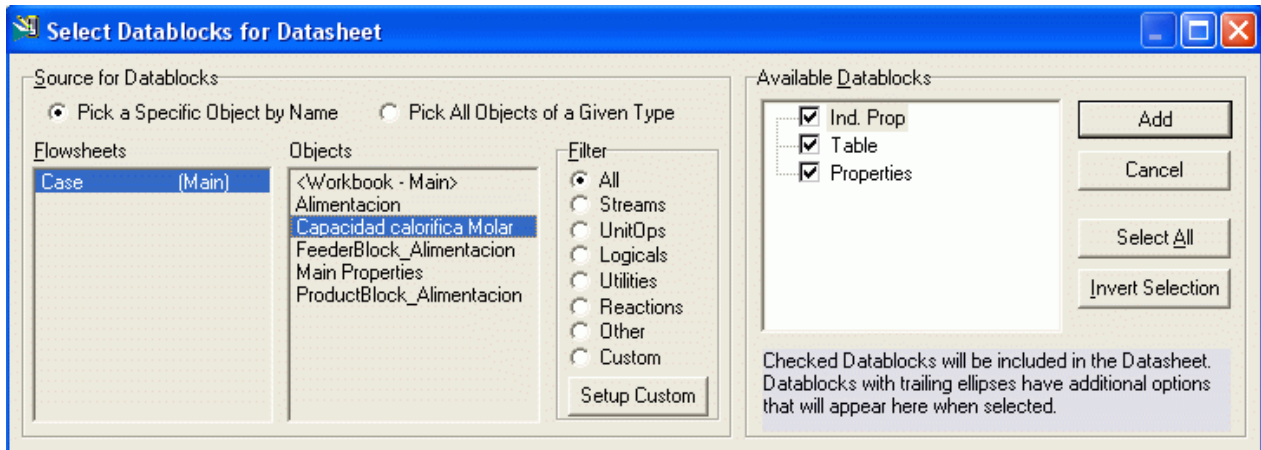 Select Datablocks for Datasheet
Source for Datablocks
Pick a Specific Object by Name
Pick All Objects of a Given Type
Flowsheets
Case (Main)
Objects
<Workbook - Main>
Alimentacion
Capacidad calorifica Molar
FeederBlock_Alimentacion
Main Properties
ProductBlock_Alimentacion
Filter
All
Streams
UnitOps
Logicals
Utilities
Reactions
Other
Custom
Setup Custom
Available Datablocks
Ind. Prop
Table
Properties
Add
Cancel
Select All
Invert Selection
Checked Datablocks will be included in the Datasheet.
Datablocks with trailing ellipses have additional options
that will appear here when selected.